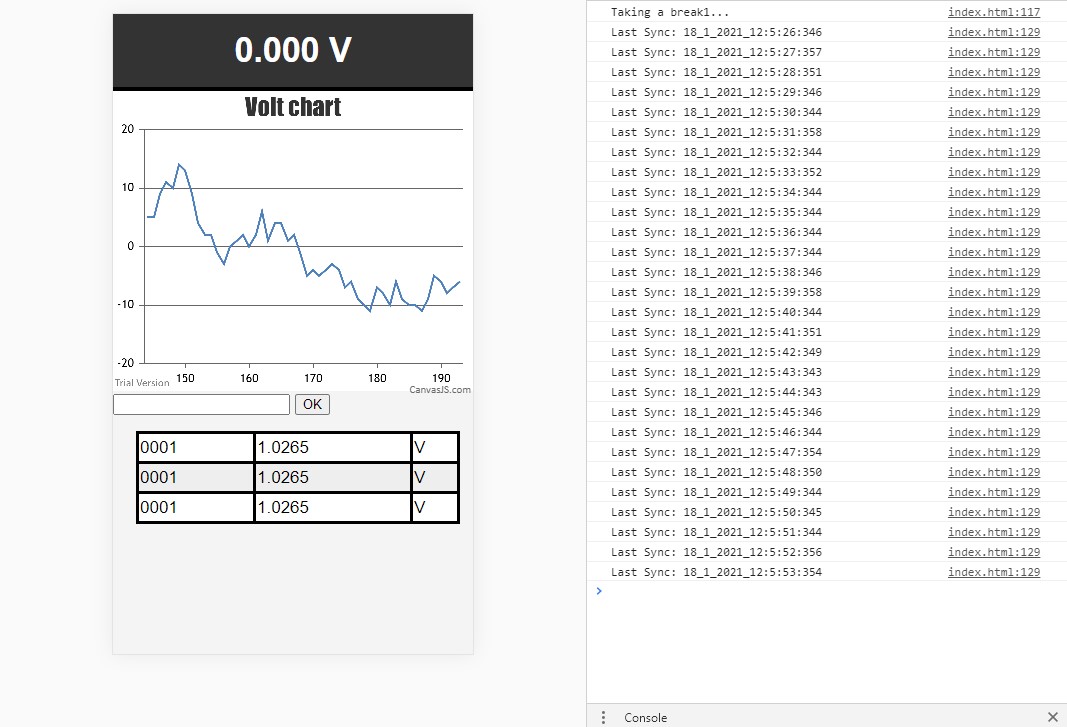 0.000 V
Volt chart
20
10
0
-10
-20
150 160 170 180 190
Trial Version
CanvasJS.com
OK
0001 1.0265 V
0001 1.0265 V
0001 1.0265 V
Taking a break1... index.html:117
Last Sync: 18_1_2021_12:5:26:346 index.html:129
Last Sync: 18_1_2021_12:5:27:357 index.html:129
Last Sync: 18_1_2021_12:5:28:351 index.html:129
Last Sync: 18_1_2021_12:5:29:346 index.html:129
Last Sync: 18_1_2021_12:5:30:344 index.html:129
Last Sync: 18_1_2021_12:5:31:358 index.html:129
Last Sync: 18_1_2021_12:5:32:344 index.html:129
Last Sync: 18_1_2021_12:5:33:352 index.html:129
Last Sync: 18_1_2021_12:5:34:344 index.html:129
Last Sync: 18_1_2021_12:5:35:344 index.html:129
Last Sync: 18_1_2021_12:5:36:344 index.html:129
Last Sync: 18_1_2021_12:5:37:344 index.html:129
Last Sync: 18_1_2021_12:5:38:346 index.html:129
Last Sync: 18_1_2021_12:5:39:358 index.html:129
Last Sync: 18_1_2021_12:5:40:344 index.html:129
Last Sync: 18_1_2021_12:5:41:351 index.html:129
Last Sync: 18_1_2021_12:5:42:349 index.html:129
Last Sync: 18_1_2021_12:5:43:343 index.html:129
Last Sync: 18_1_2021_12:5:44:343 index.html:129
Last Sync: 18_1_2021_12:5:45:346 index.html:129
Last Sync: 18_1_2021_12:5:46:344 index.html:129
Last Sync: 18_1_2021_12:5:47:354 index.html:129
Last Sync: 18_1_2021_12:5:48:350 index.html:129
Last Sync: 18_1_2021_12:5:49:344 index.html:129
Last Sync: 18_1_2021_12:5:50:345 index.html:129
Last Sync: 18_1_2021_12:5:51:344 index.html:129
Last Sync: 18_1_2021_12:5:52:356 index.html:129
Last Sync: 18_1_2021_12:5:53:354 index.html:129
Console